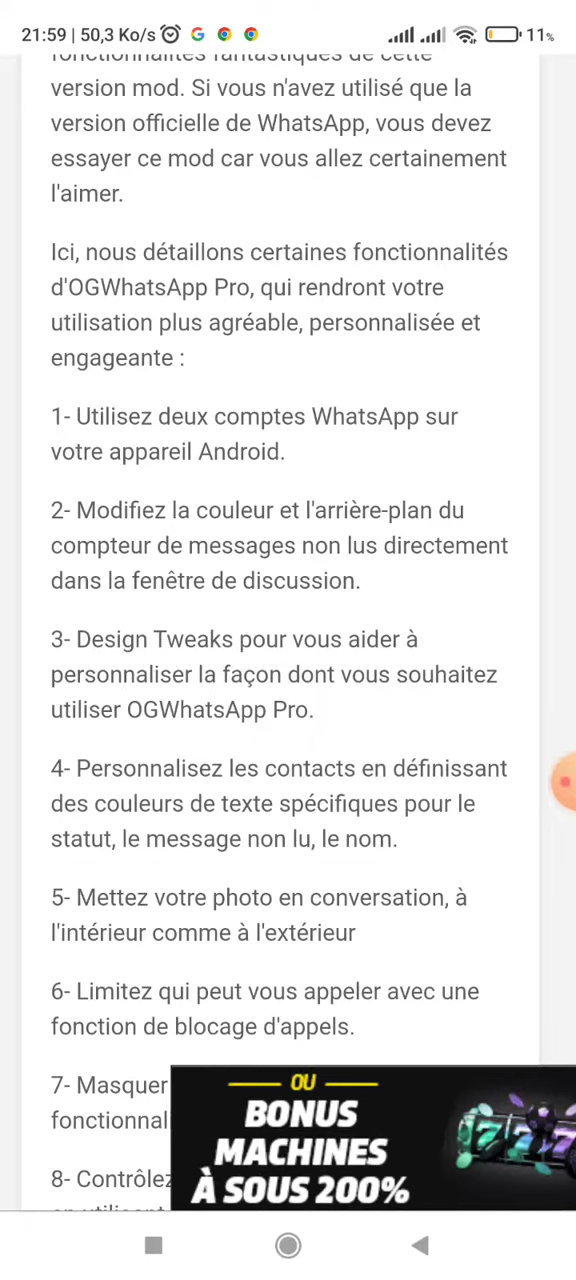 21:59 | 50,3 Ko/s
11%
fonctionnalités fantastiques de cette
version mod. Si vous n'avez utilisé que la
version officielle de WhatsApp, vous devez
essayer ce mod car vous allez certainement
l'aimer.
Ici, nous détaillons certaines fonctionnalités
d'OGWhatsApp Pro, qui rendront votre
utilisation plus agréable, personnalisée et
engageante :
1- Utilisez deux comptes WhatsApp sur
votre appareil Android.
2- Modifiez la couleur et l'arrière-plan du
compteur de messages non lus directement
dans la fenêtre de discussion.
3- Design Tweaks pour vous aider à
personnaliser la façon dont vous souhaitez
utiliser OGWhatsApp Pro.
4- Personnalisez les contacts en définissant
des couleurs de texte spécifiques pour le
statut, le message non lu, le nom.
5- Mettez votre photo en conversation, à
l'intérieur comme à l'extérieur
6- Limitez qui peut vous appeler avec une
fonction de blocage d'appels.
7- Masquer
fonctionnal
8- Contrôlez
OU
BONUS
MACHINES
À SOUS 200%
777